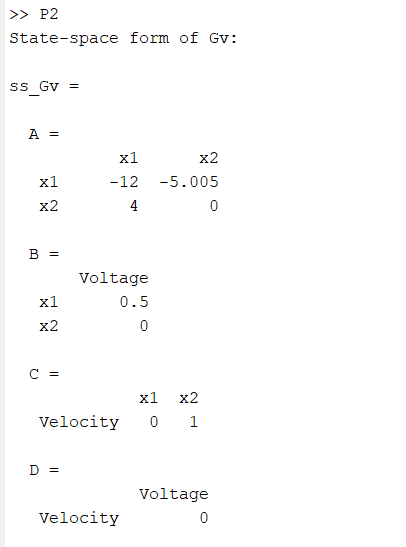 >> P2
State-space form of Gv:
ss_Gv =
A =
x1 x2
x1 -12 -5.005
x2 4 0
B =
Voltage
x1 0.5
x2 0
C =
x1 x2
Velocity 0 1
D =
Voltage
Velocity 0